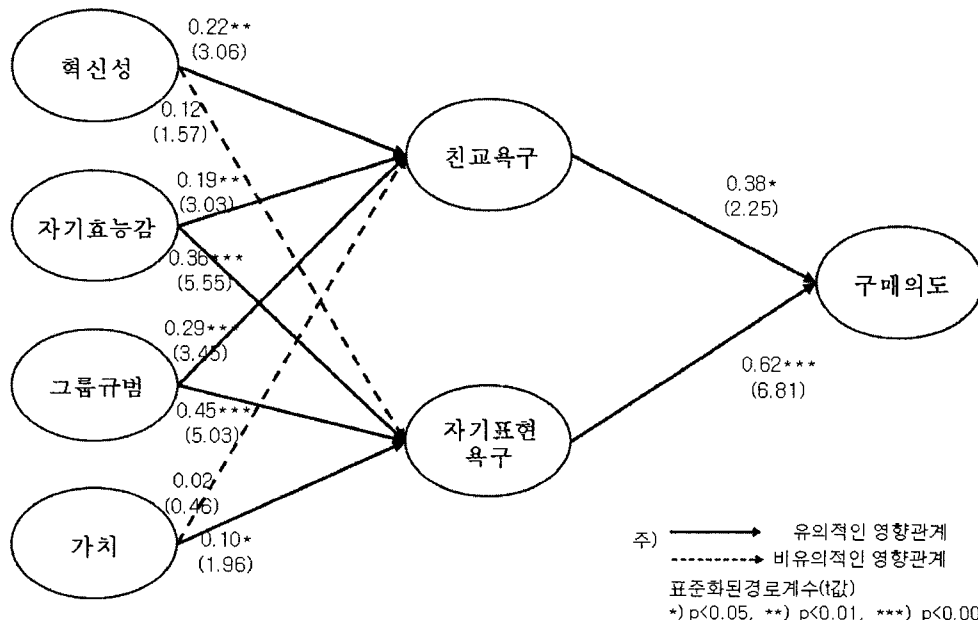 0.22**
(3.06)
혁신성
0.12
(1.57)
친교욕구
0.19**
(3.03)
자기효능감
0.38*
(2.25)
0.36***
(5.55)
구매의도
0.29***
(3.45)
그룹규범
0.62***
(6.81)
0.45***
(5.03)
자기표현
욕구
0.02
(0.46)
가치
0.10*
(1.96)
주) 유의적인 영향관계
비유의적인 영향관계
표준화된경로계수(t값)
*) p<0.05, **) p<0.01, ***) p<0.00